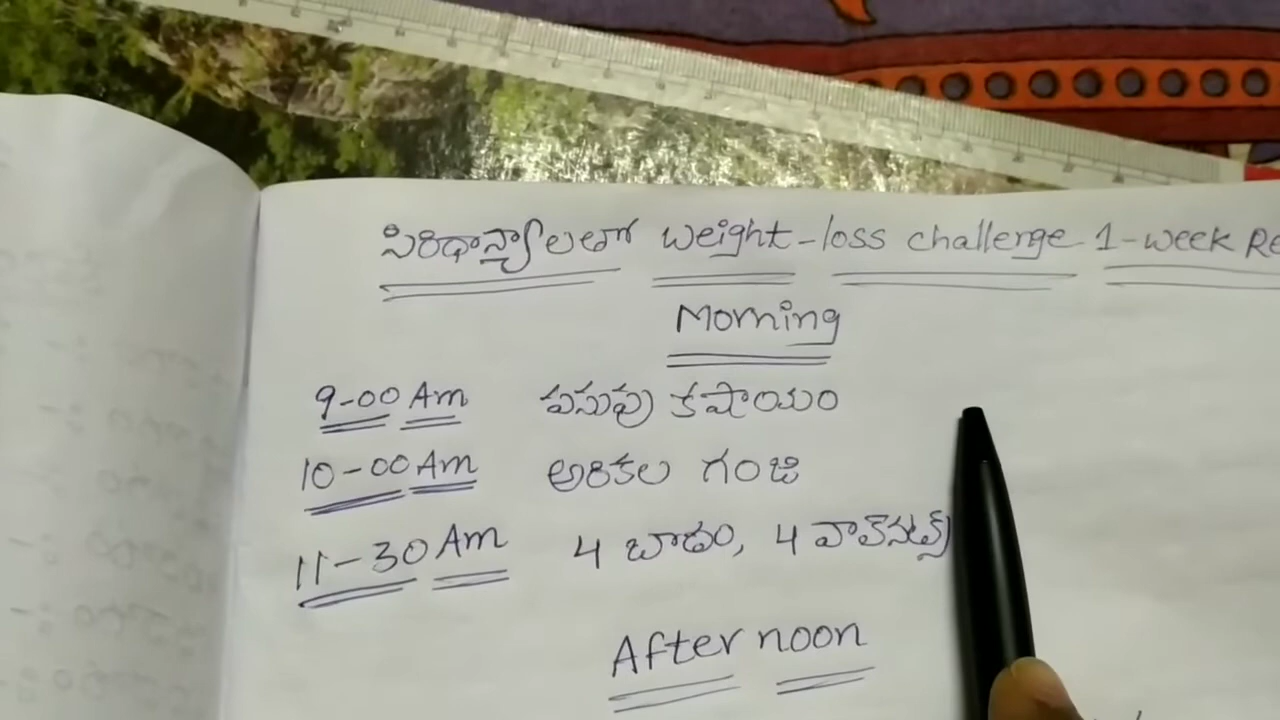 సిరిధాన్యాలతో weight-loss challenge 1-week Re
Morning
9-00 Am పసుపు కషాయం
10-00 Am అరికల గంజి
11-30 Am 4 బాదం, 4 వాల్‌నట్స్
After noon